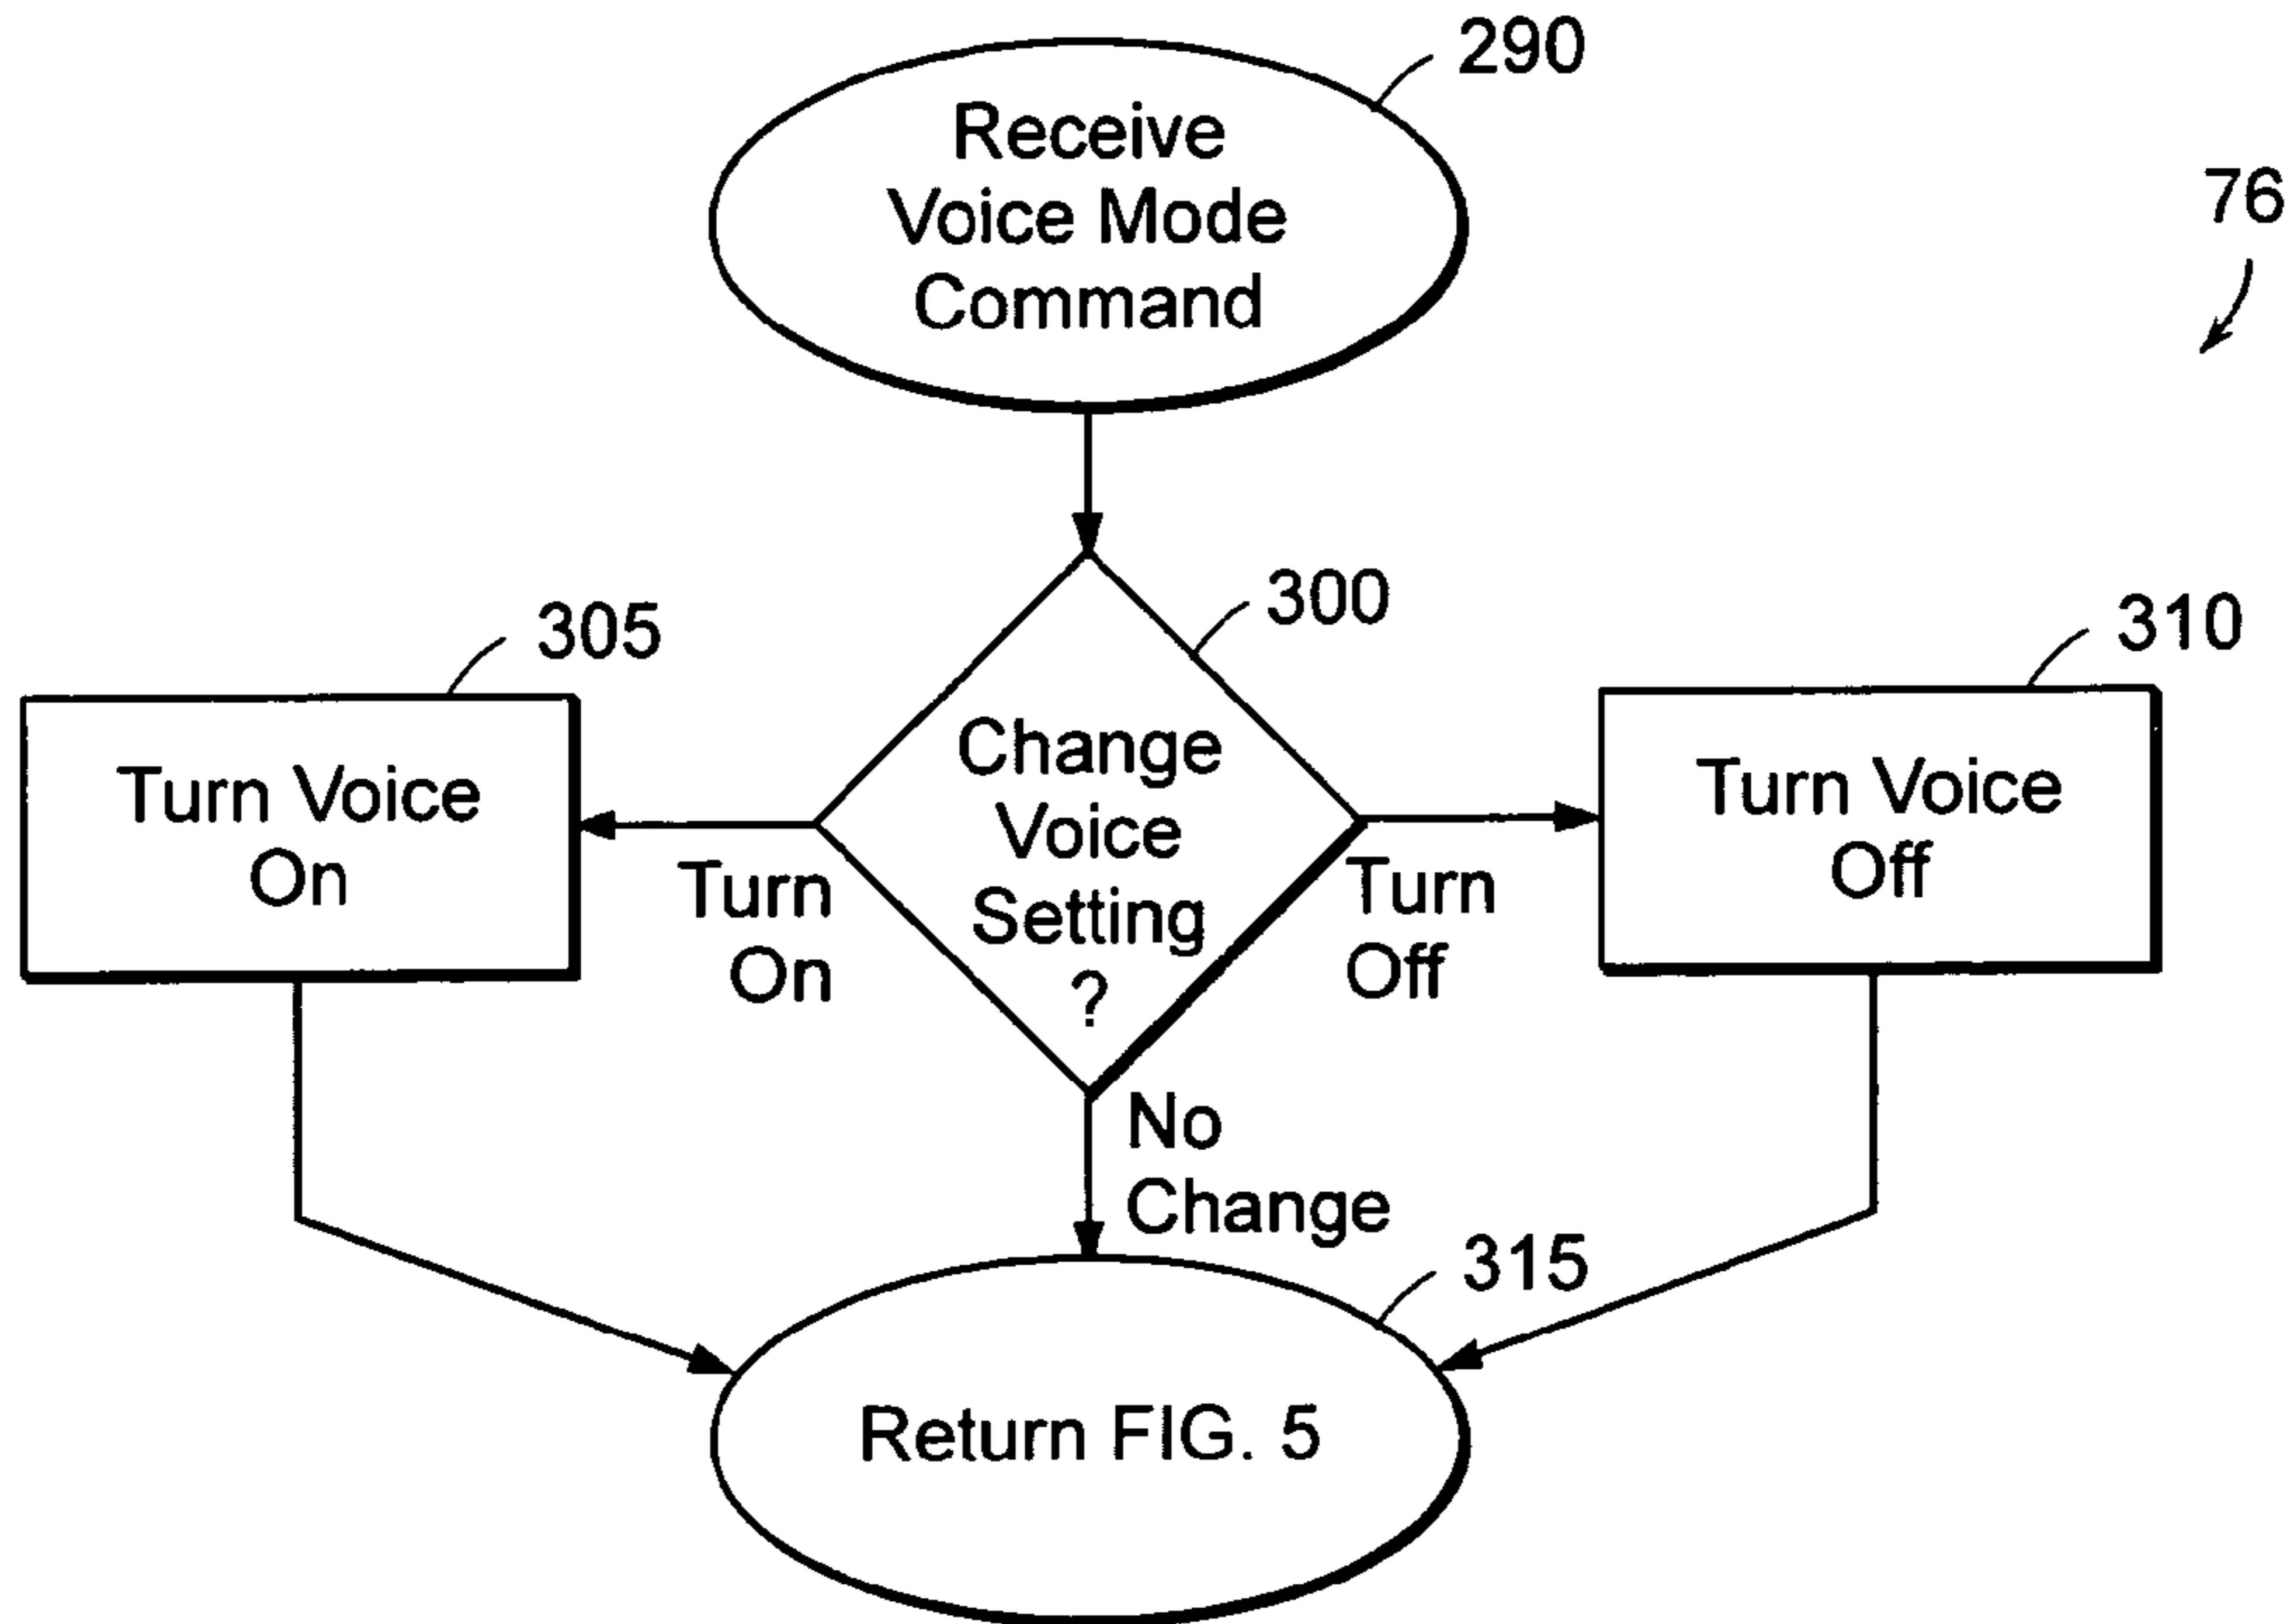 290
Receive
Voice Mode
Command
76
300
305
310
Change
Voice
Setting
?
Turn Voice
On
Turn Voice
Off
Turn
On
Turn
Off
No
Change
315
Return FIG. 5